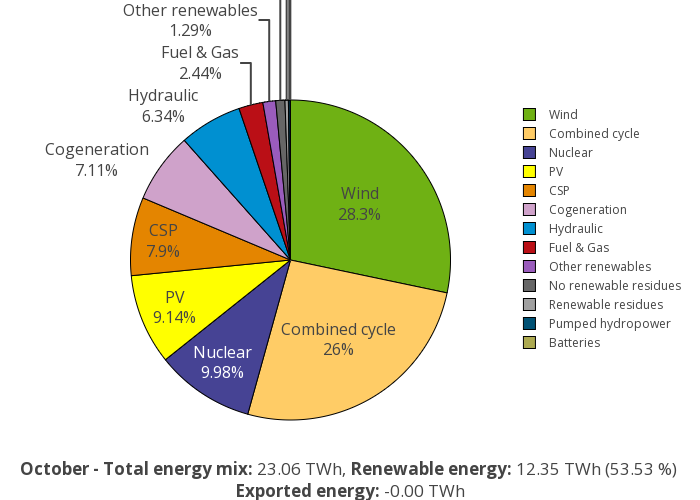 Other renewables
1.29%
Fuel & Gas
2.44%
Hydraulic
6.34%
Cogeneration
7.11%
CSP
7.9%
PV
9.14%
Nuclear
9.98%
Combined cycle
26%
Wind
28.3%
Wind
Combined cycle
Nuclear
PV
CSP
Cogeneration
Hydraulic
Fuel & Gas
Other renewables
No renewable residues
Renewable residues
Pumped hydropower
Batteries
October - Total energy mix: 23.06 TWh, Renewable energy: 12.35 TWh (53.53 %)
Exported energy: -0.00 TWh